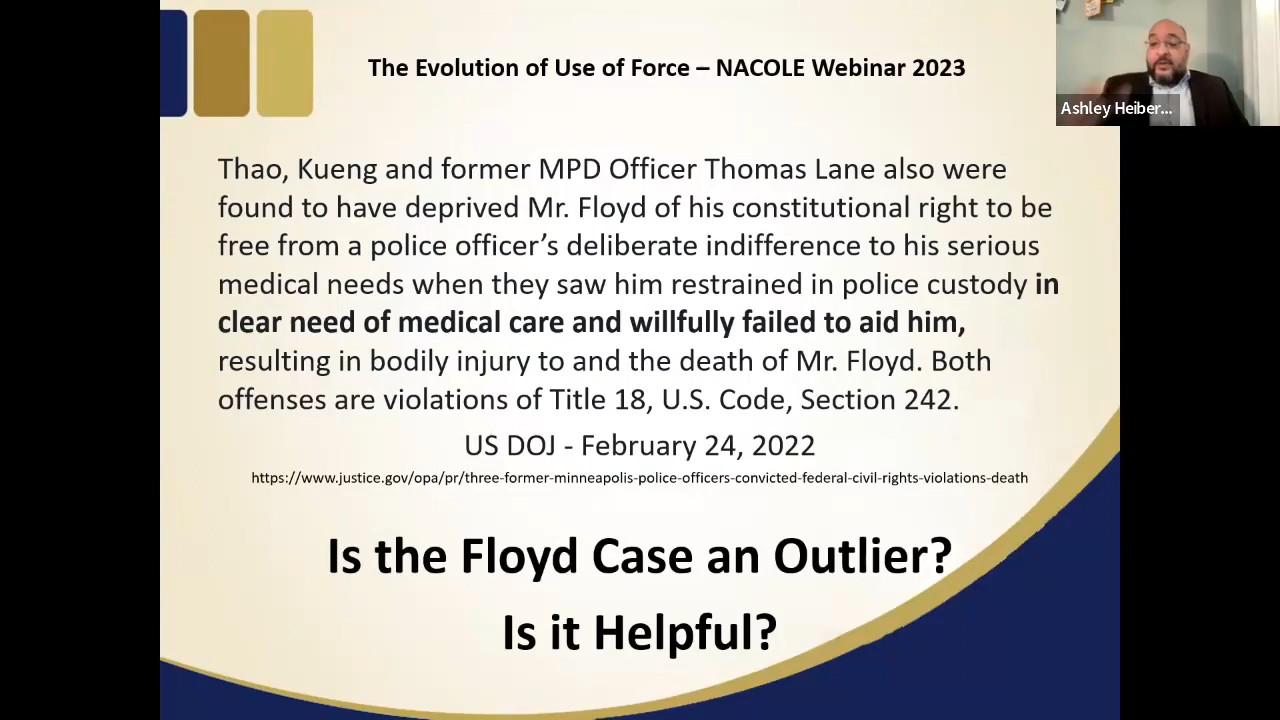 The Evolution of Use of Force – NACOLE Webinar 2023
Ashley Heiber...
Thao, Kueng and former MPD Officer Thomas Lane also were
found to have deprived Mr. Floyd of his constitutional right to be
free from a police officer’s deliberate indifference to his serious
medical needs when they saw him restrained in police custody in
clear need of medical care and willfully failed to aid him,
resulting in bodily injury to and the death of Mr. Floyd. Both
offenses are violations of Title 18, U.S. Code, Section 242.
US DOJ - February 24, 2022
https://www.justice.gov/opa/pr/three-former-minneapolis-police-officers-convicted-federal-civil-rights-violations-death
Is the Floyd Case an Outlier?
Is it Helpful?